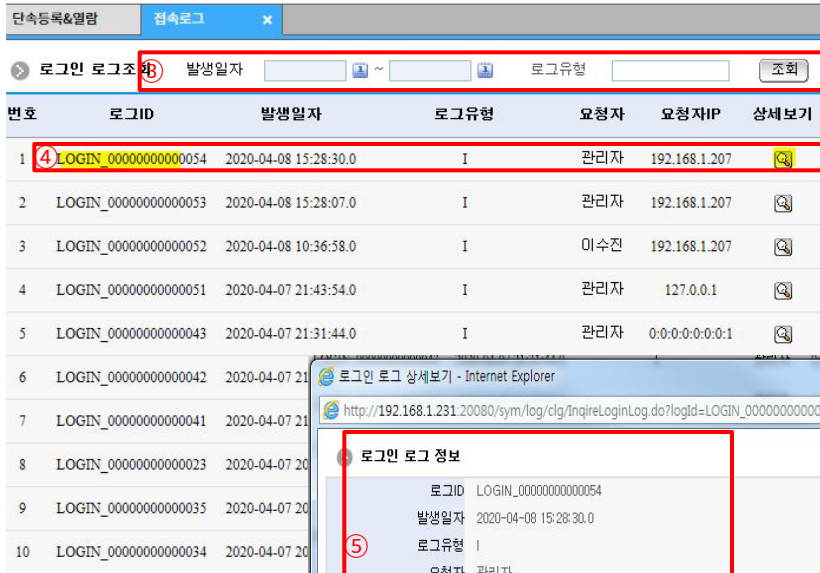 단속등록&열람 접속로그 x
로그인 로그조회 ③ 발생일자 ~ 로그유형 조회
번호 로그ID 발생일자 로그유형 요청자 요청자IP 상세보기
1 ④ LOGIN_00000000000054 2020-04-08 15:28:30.0 I 관리자 192.168.1.207
2 LOGIN_00000000000053 2020-04-08 15:28:07.0 I 관리자 192.168.1.207
3 LOGIN_00000000000052 2020-04-08 10:36:58.0 I 이수진 192.168.1.207
4 LOGIN_00000000000051 2020-04-07 21:43:54.0 I 관리자 127.0.0.1
5 LOGIN_00000000000043 2020-04-07 21:31:44.0 I 관리자 0:0:0:0:0:0:0:1
6 LOGIN_00000000000042 2020-04-07 21
7 LOGIN_00000000000041 2020-04-07 21
8 LOGIN_00000000000023 2020-04-07 20
9 LOGIN_00000000000035 2020-04-07 20
10 LOGIN_00000000000034 2020-04-07 20
로그인 로그 상세보기 - Internet Explorer
http://192.168.1.231:20080/sym/log/clg/InqireLoginLog.do?logId=LOGIN_00000000000
로그인 로그 정보
로그ID LOGIN_00000000000054
발생일자 2020-04-08 15:28:30.0
⑤ 로그유형 I
요청자 관리자